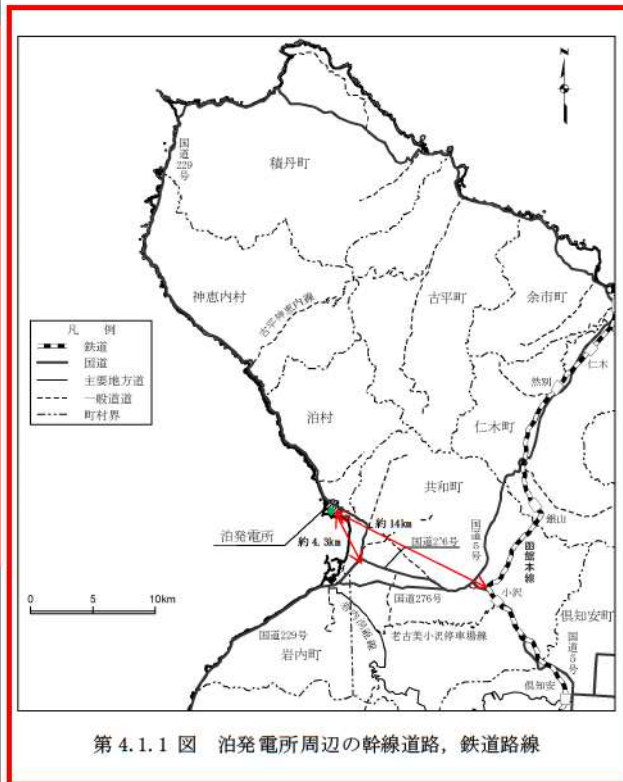 N
国道
229
号
積丹町
神恵内村
古平神恵内線
古平町
余市町
凡 例
鉄道
国道
主要地方道
一般道道
町村界
仁木
然別
泊村
仁木町
共和町
泊発電所
約14km
約4.3km
国道276号
国道5号
銀山
函館本線
小沢
0 5 10km
国道276号
倶知安町
国道229号
岩内町
老古美小沢停車場線
国道5号
倶知安
第 4.1.1 図 泊発電所周辺の幹線道路，鉄道路線